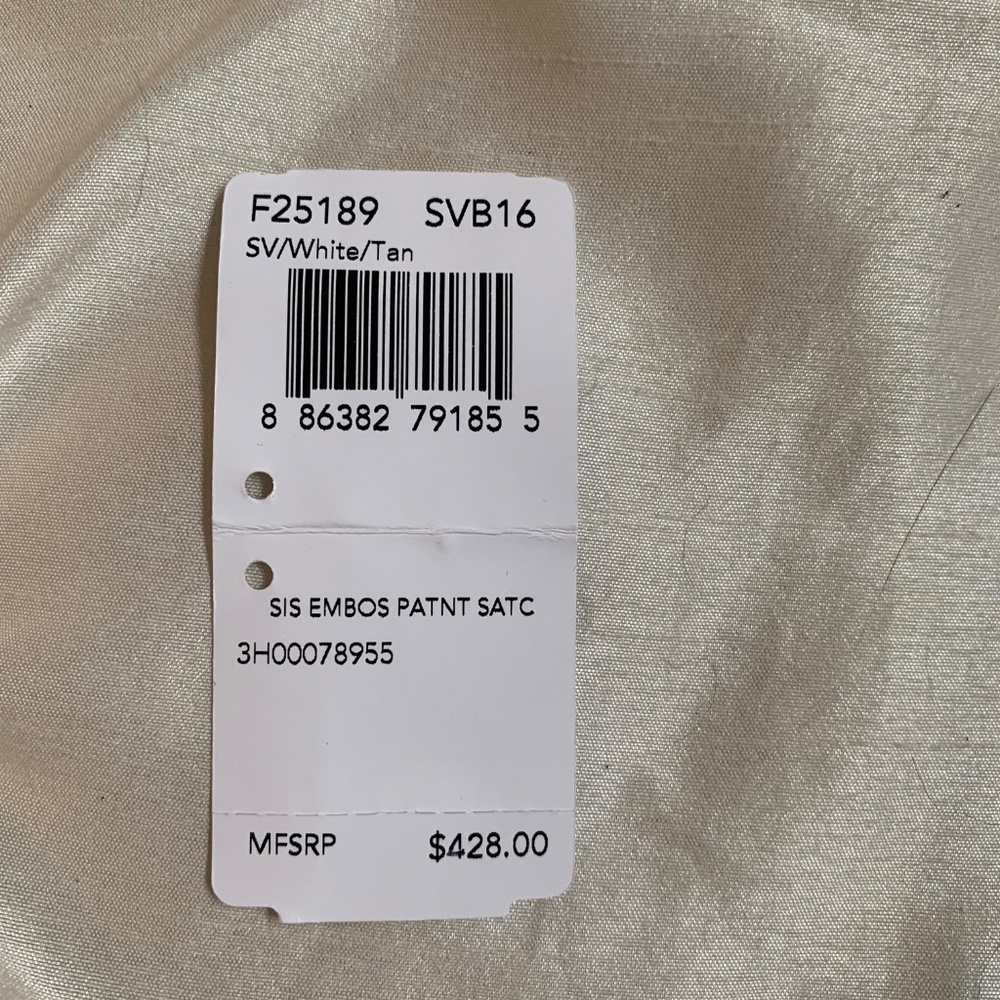 F25189 SVB16
SV/White/Tan
8 86382 79185 5
SIS EMBOS PATNT SATC
3H00078955
MFSRP $428.00